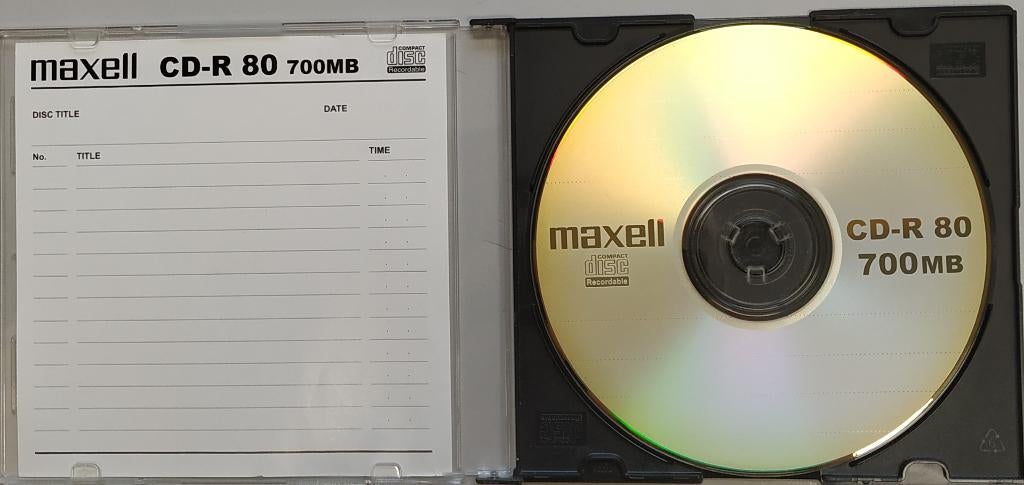 maxell CD-R 80 700MB
COMPACT
disc
Recordable
DISC TITLE DATE
No. TITLE TIME
maxell
COMPACT
disc
Recordable
CD-R 80
700MB